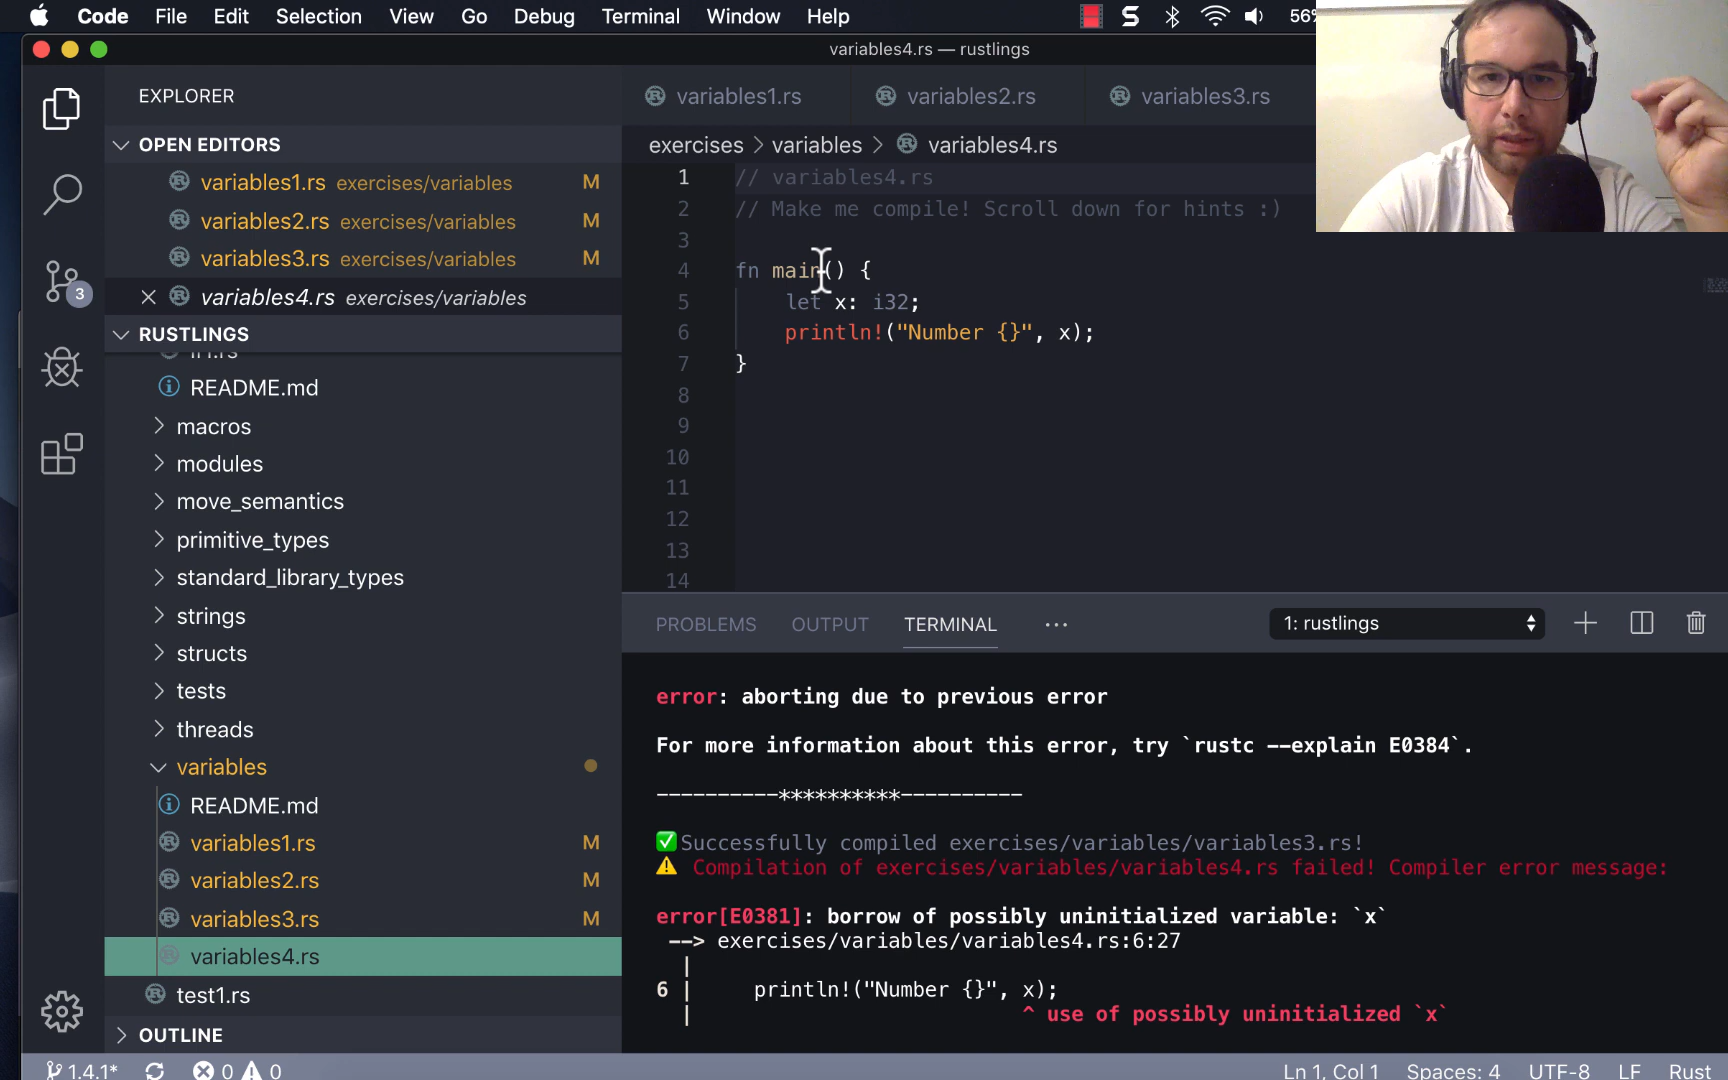 Code File Edit Selection View Go Debug Terminal Window Help 56%
variables4.rs — rustlings
EXPLORER
OPEN EDITORS
variables1.rs exercises/variables M
variables2.rs exercises/variables M
variables3.rs exercises/variables M
variables4.rs exercises/variables
3
RUSTLINGS
README.md
macros
modules
move_semantics
primitive_types
standard_library_types
strings
structs
tests
threads
variables
README.md
variables1.rs M
variables2.rs M
variables3.rs M
variables4.rs
test1.rs
OUTLINE
variables1.rs variables2.rs variables3.rs
exercises > variables > variables4.rs
1 // variables4.rs
2 // Make me compile! Scroll down for hints :)
3
4 fn main() {
5 let x: i32;
6 println!("Number {}", x);
7 }
8
9
10
11
12
13
14
PROBLEMS OUTPUT TERMINAL ··· 1: rustlings
error: aborting due to previous error
For more information about this error, try `rustc --explain E0384`.
----------**********----------
✅Successfully compiled exercises/variables/variables3.rs!
⚠️ Compilation of exercises/variables/variables4.rs failed! Compiler error message:
error[E0381]: borrow of possibly uninitialized variable: `x`
--> exercises/variables/variables4.rs:6:27
|
6 | println!("Number {}", x);
| ^ use of possibly uninitialized `x`
1.4.1* 0 0 Ln 1, Col 1 Spaces: 4 UTF-8 LF Rust